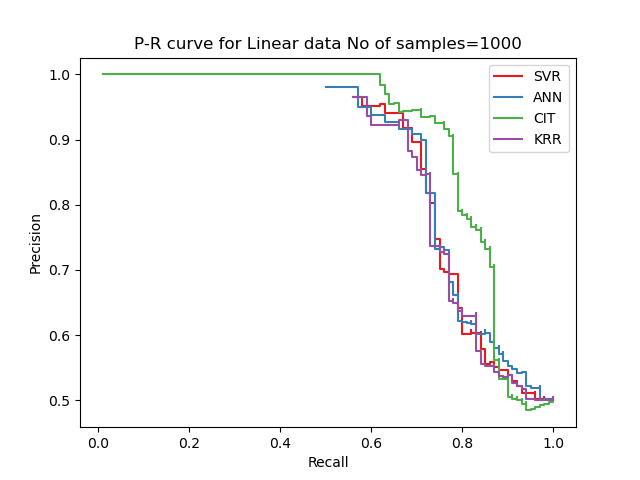 P-R curve for Linear data No of samples=1000
1.0
0.9
0.8
0.7
0.6
0.5
Precision
SVR
ANN
CIT
KRR
0.0 0.2 0.4 0.6 0.8 1.0
Recall